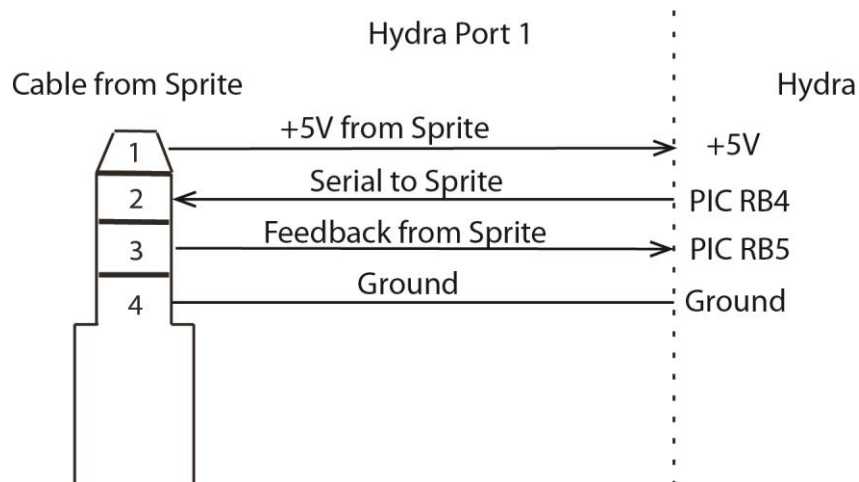 Hydra Port 1
Cable from Sprite
Hydra
1
+5V from Sprite
+5V
2
Serial to Sprite
PIC RB4
3
Feedback from Sprite
PIC RB5
4
Ground
Ground